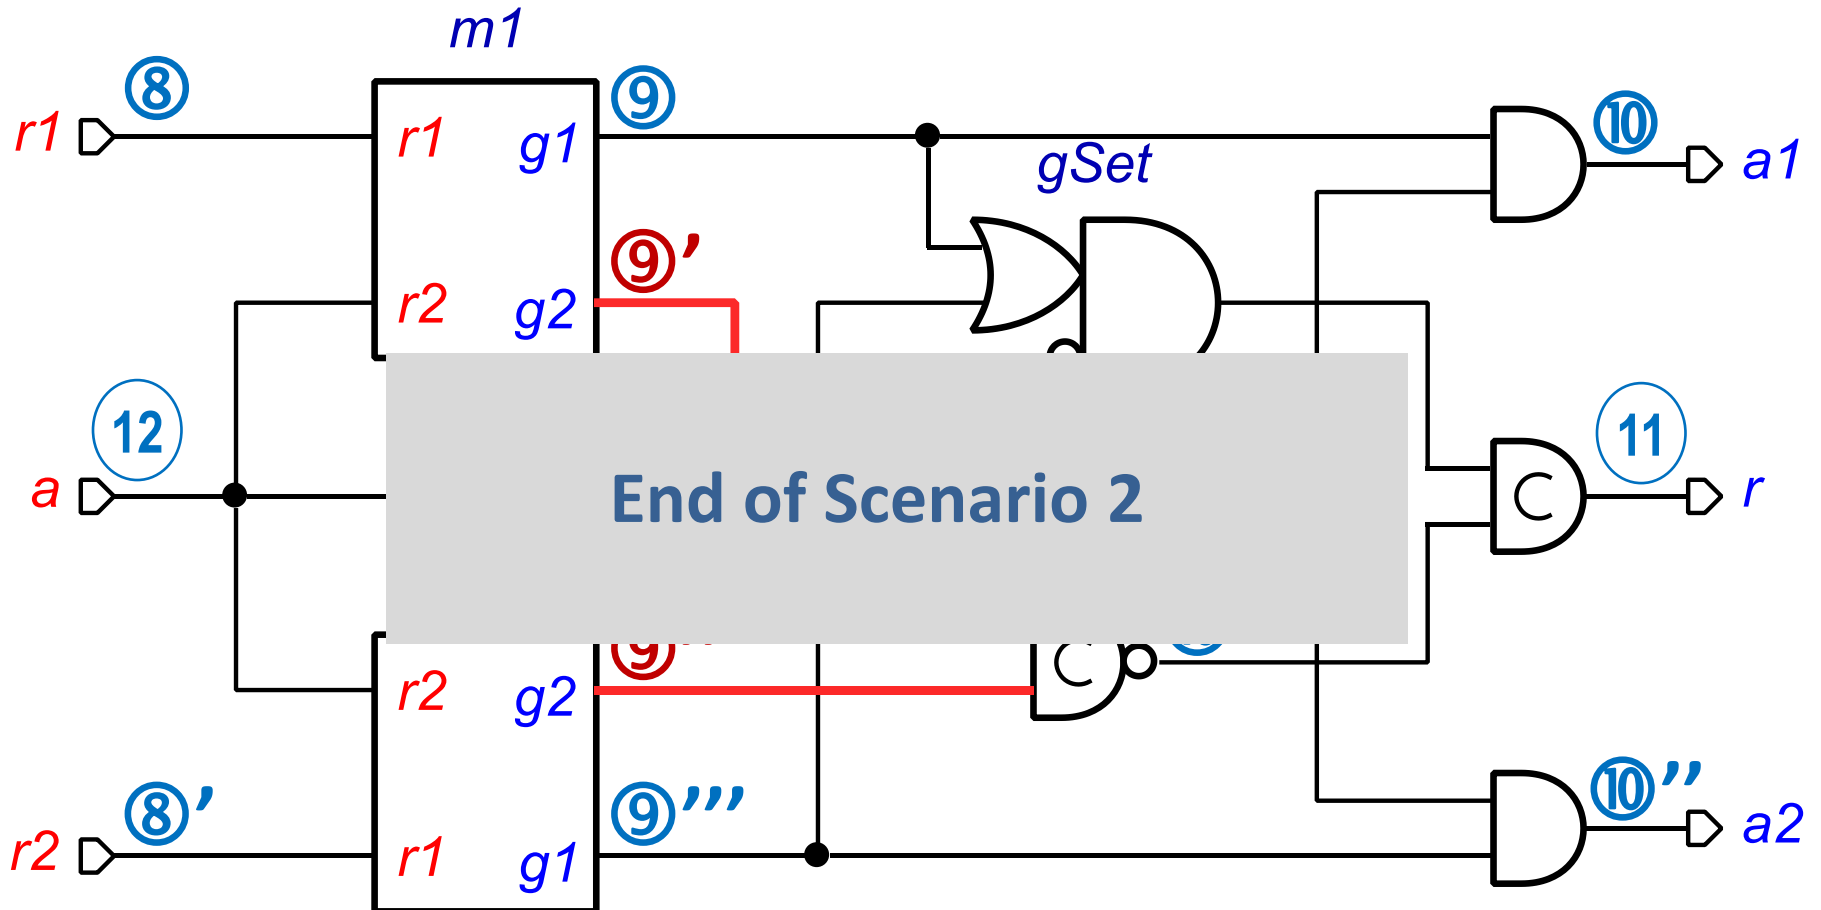 m1
⑧
⑨
⑩
r1
r1
g1
gSet
a1
⑨’
r2
g2
12
11
a
End of Scenario 2
C
r
⑨
C
r2
g2
⑧’
⑨’’’
⑩’’
r2
r1
g1
a2